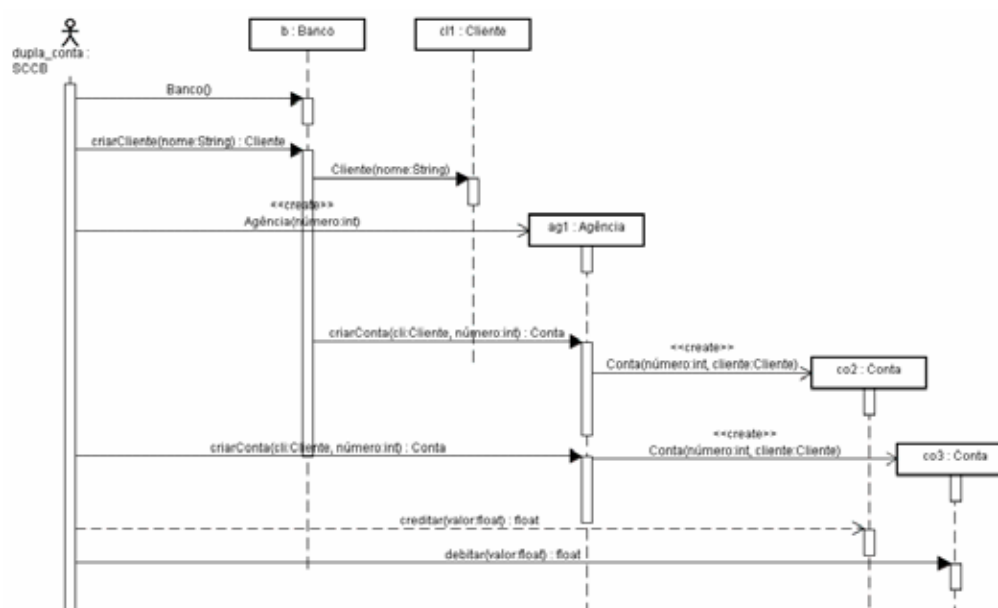 b : Banco
cl1 : Cliente
dupla_conta :
SCCB
Banco()
criarCliente(nome:String) : Cliente
Cliente(nome:String)
<<create>>
Agência(número:int)
ag1 : Agência
criarConta(cli:Cliente, número:int) : Conta
<<create>>
Conta(número:int, cliente:Cliente)
co2 : Conta
<<create>>
criarConta(cli:Cliente, número:int) : Conta
Conta(número:int, cliente:Cliente)
co3 : Conta
creditar(valor:float) : float
debitar(valor:float) : float